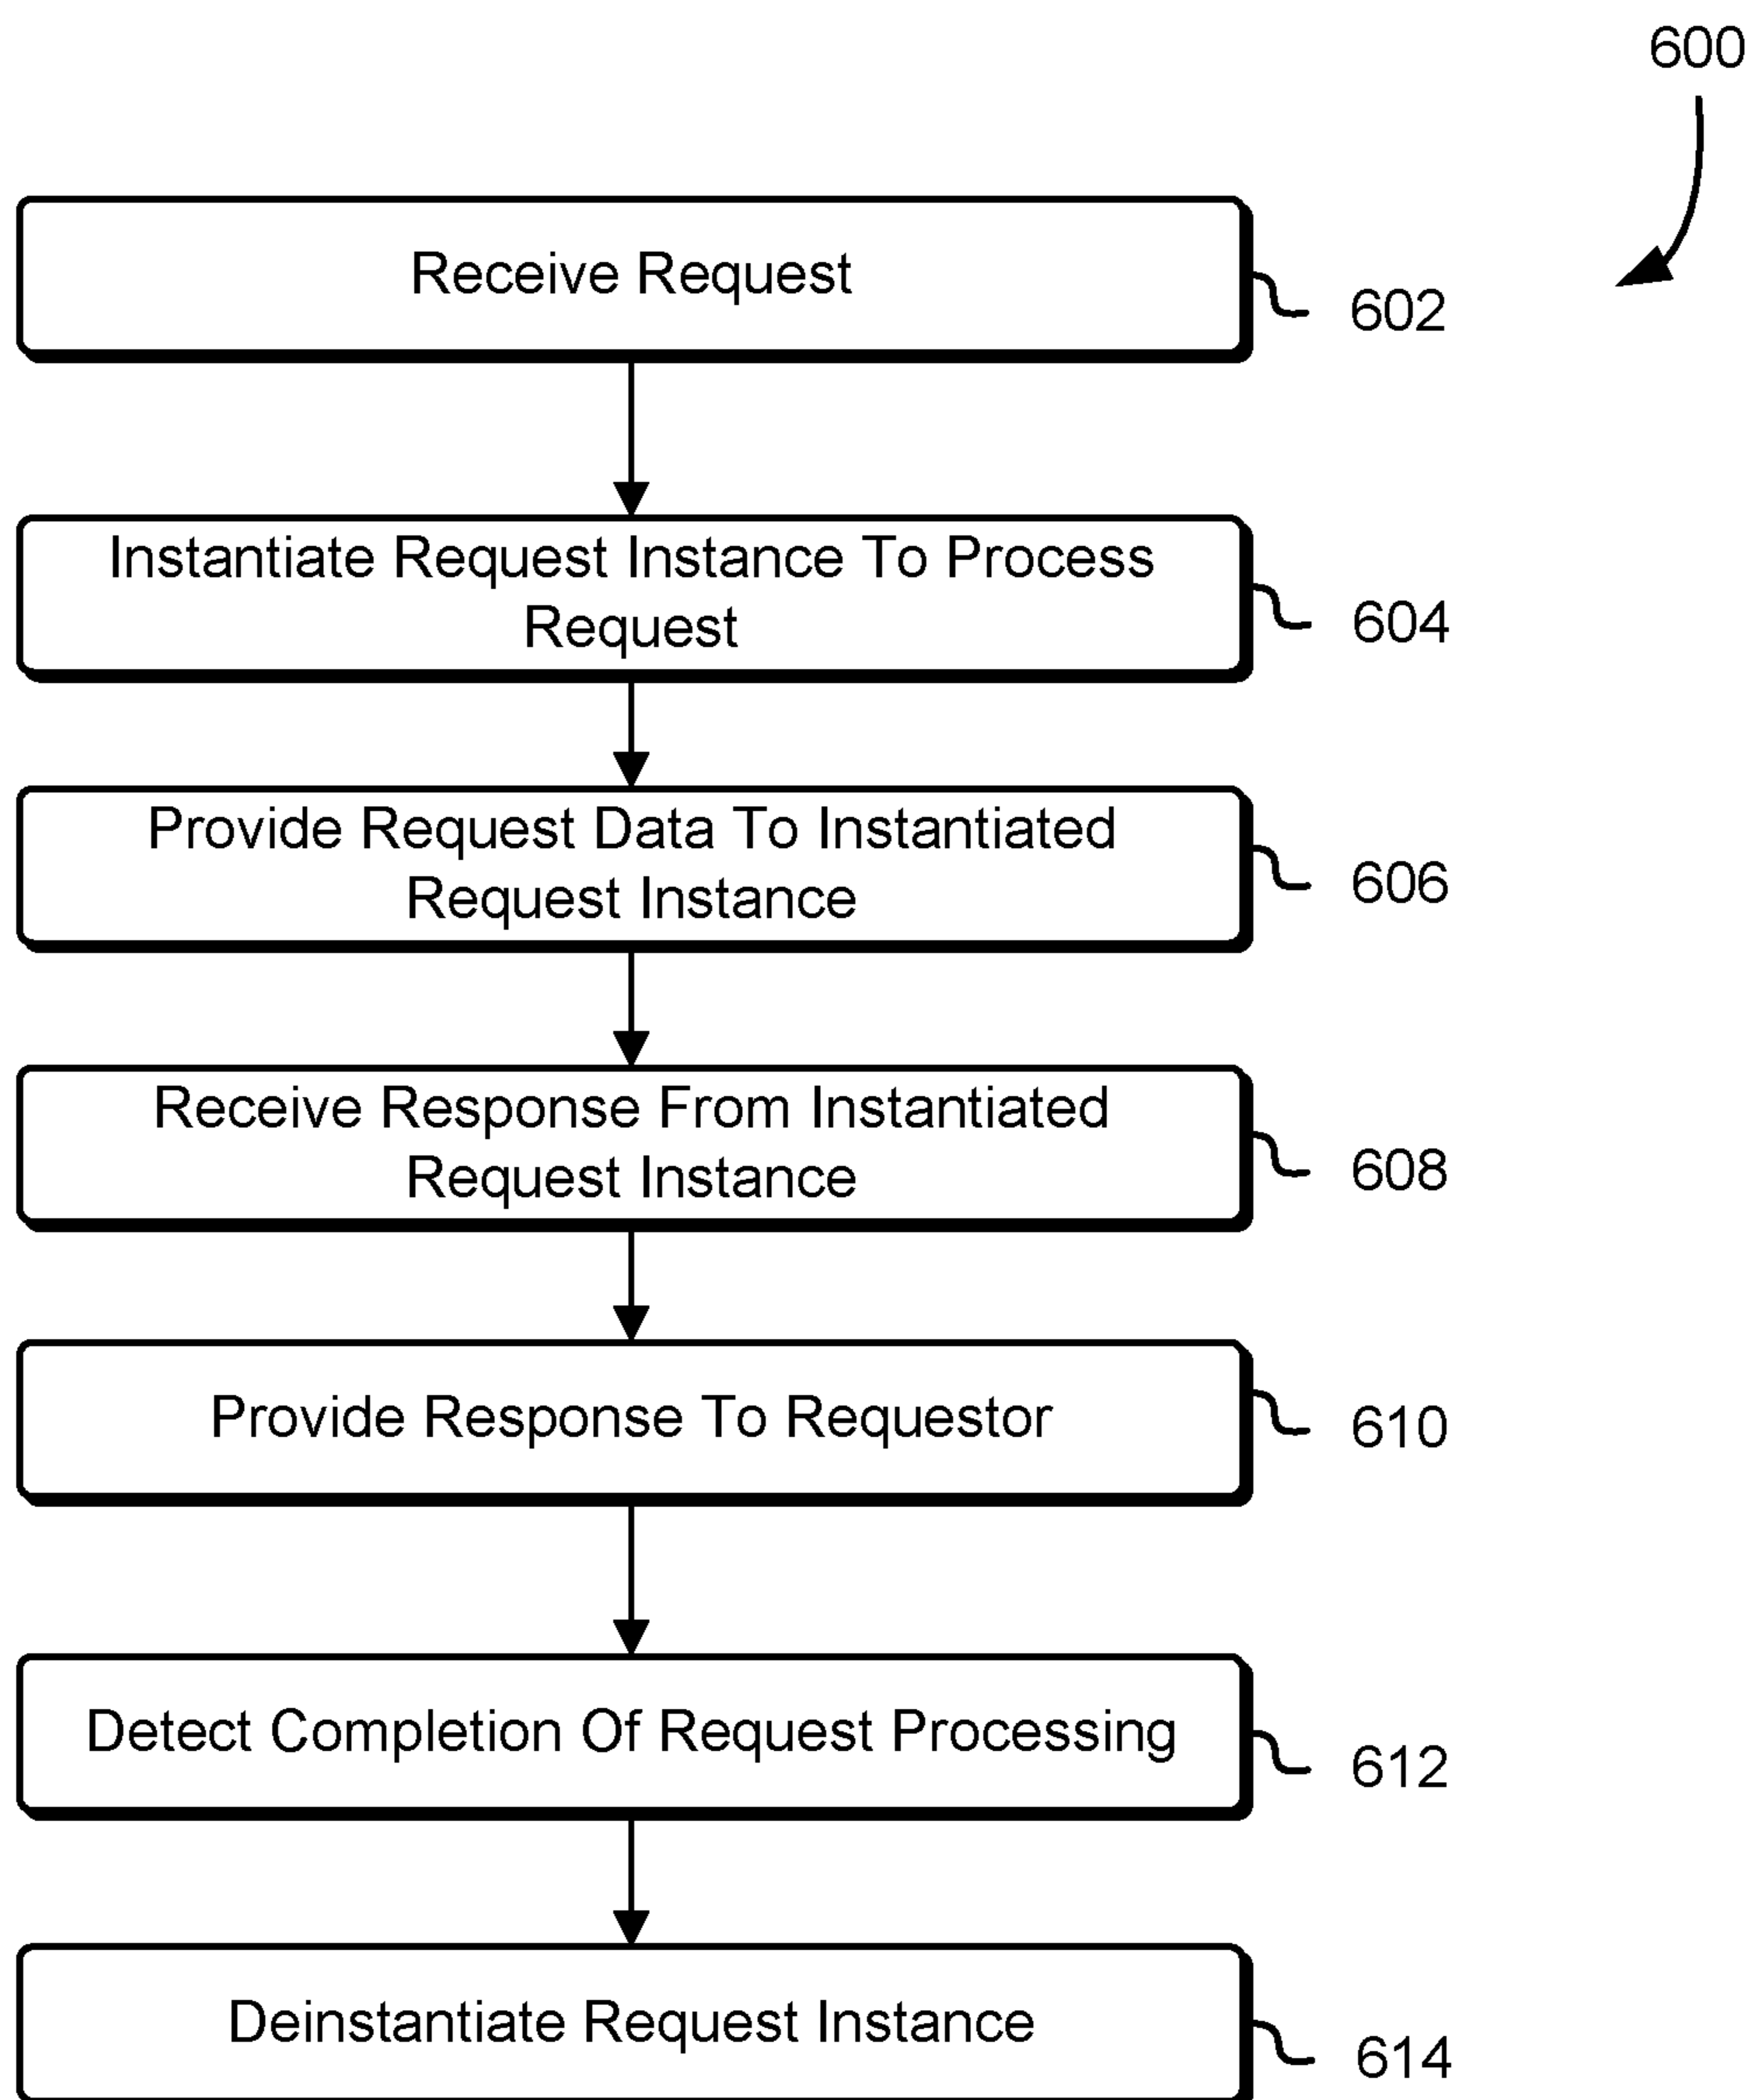 600
Receive Request
602
Instantiate Request Instance To Process
Request
604
Provide Request Data To Instantiated
Request Instance
606
Receive Response From Instantiated
Request Instance
608
Provide Response To Requestor
610
Detect Completion Of Request Processing
612
Deinstantiate Request Instance
614